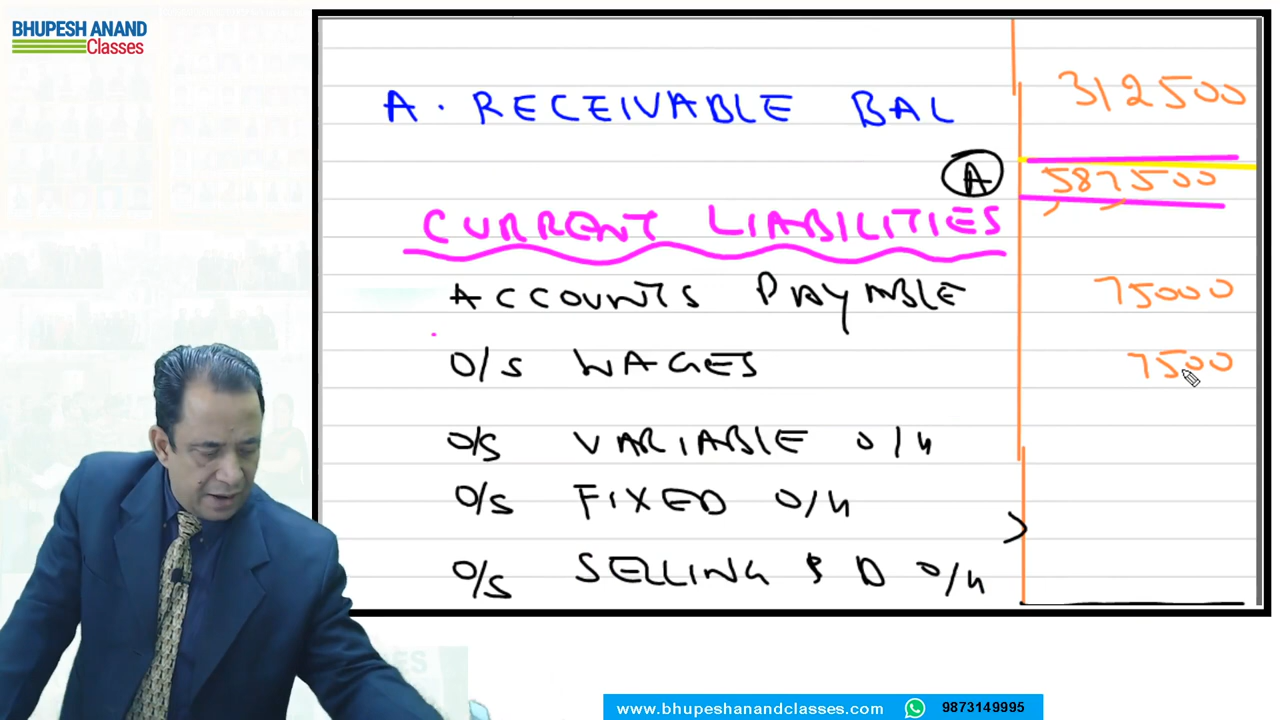 BHUPESH ANAND
Classes
A. RECEIVABLE BAL 312500
A 587500
CURRENT LIABILITIES
ACCOUNTS PAYABLE 75000
O/S WAGES 7500
O/S VARIABLE O/H
O/S FIXED O/H
O/S SELLING & D O/H
www.bhupeshanandclasses.com 9873149995